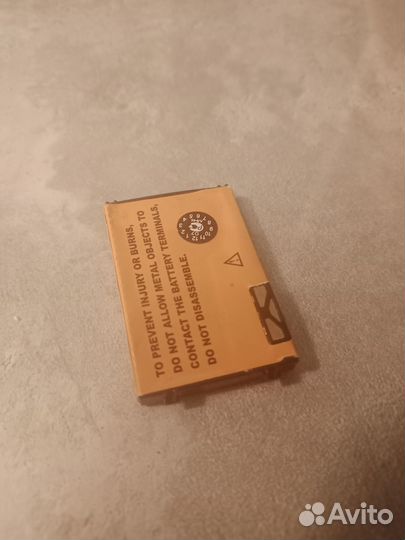 TO PREVENT INJURY OR BURNS,
DO NOT ALLOW METAL OBJECTS TO
CONTACT THE BATTERY TERMINALS,
DO NOT DISASSEMBLE.
Avito